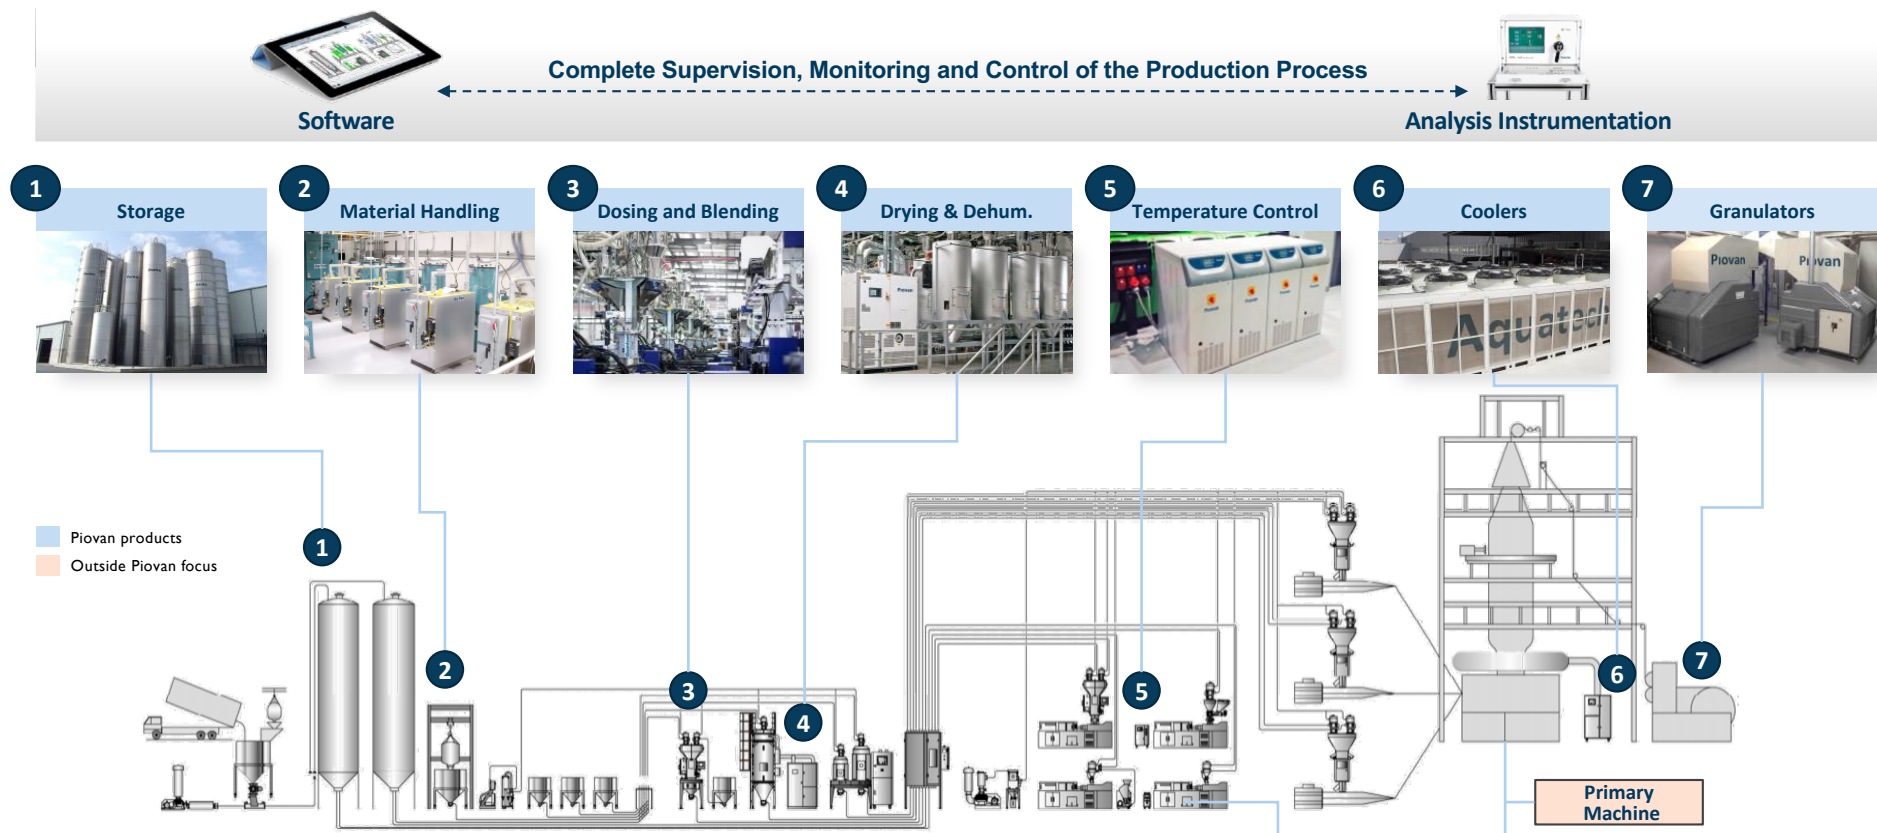 Complete Supervision, Monitoring and Control of the Production Process
Software
Analysis Instrumentation
1
Storage
2
Material Handling
3
Dosing and Blending
4
Drying & Dehum.
5
Temperature Control
6
Coolers
7
Granulators
Piovan
Aquatech
Piovan
Piovan
Piovan products
Outside Piovan focus
1
2
3
4
5
6
7
Primary
Machine